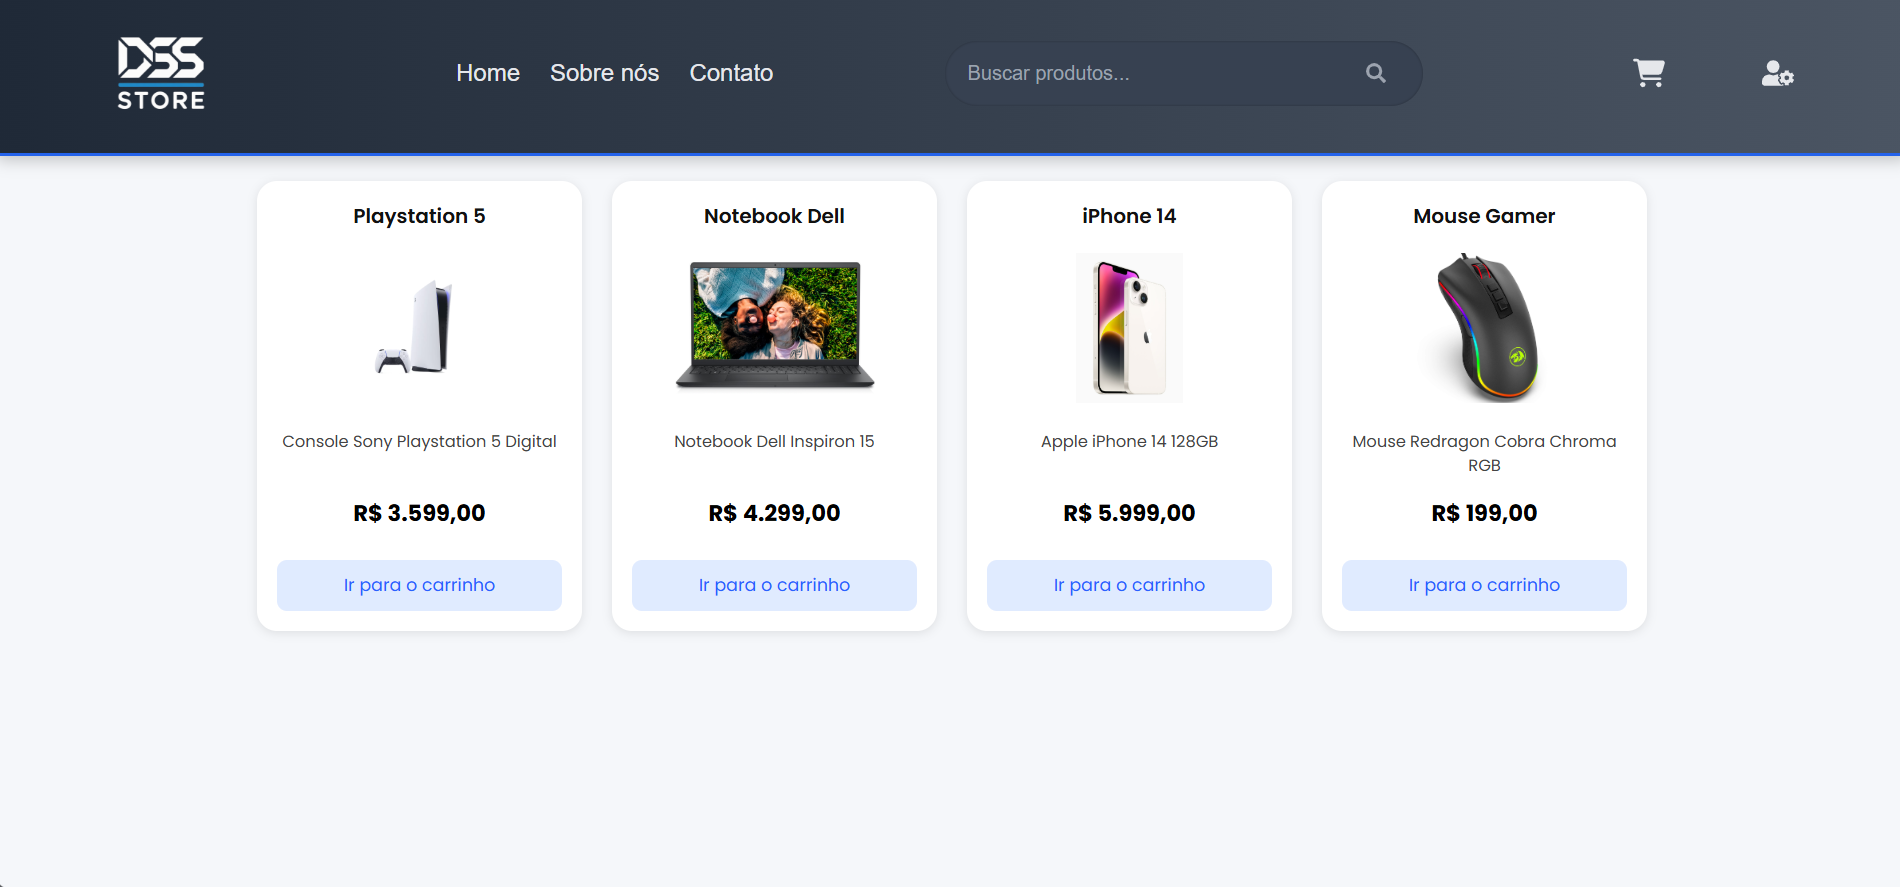 DSS
STORE
Home
Sobre nós
Contato
Buscar produtos...
Playstation 5
Console Sony Playstation 5 Digital
R$ 3.599,00
Ir para o carrinho
Notebook Dell
Notebook Dell Inspiron 15
R$ 4.299,00
Ir para o carrinho
iPhone 14
Apple iPhone 14 128GB
R$ 5.999,00
Ir para o carrinho
Mouse Gamer
Mouse Redragon Cobra Chroma
RGB
R$ 199,00
Ir para o carrinho